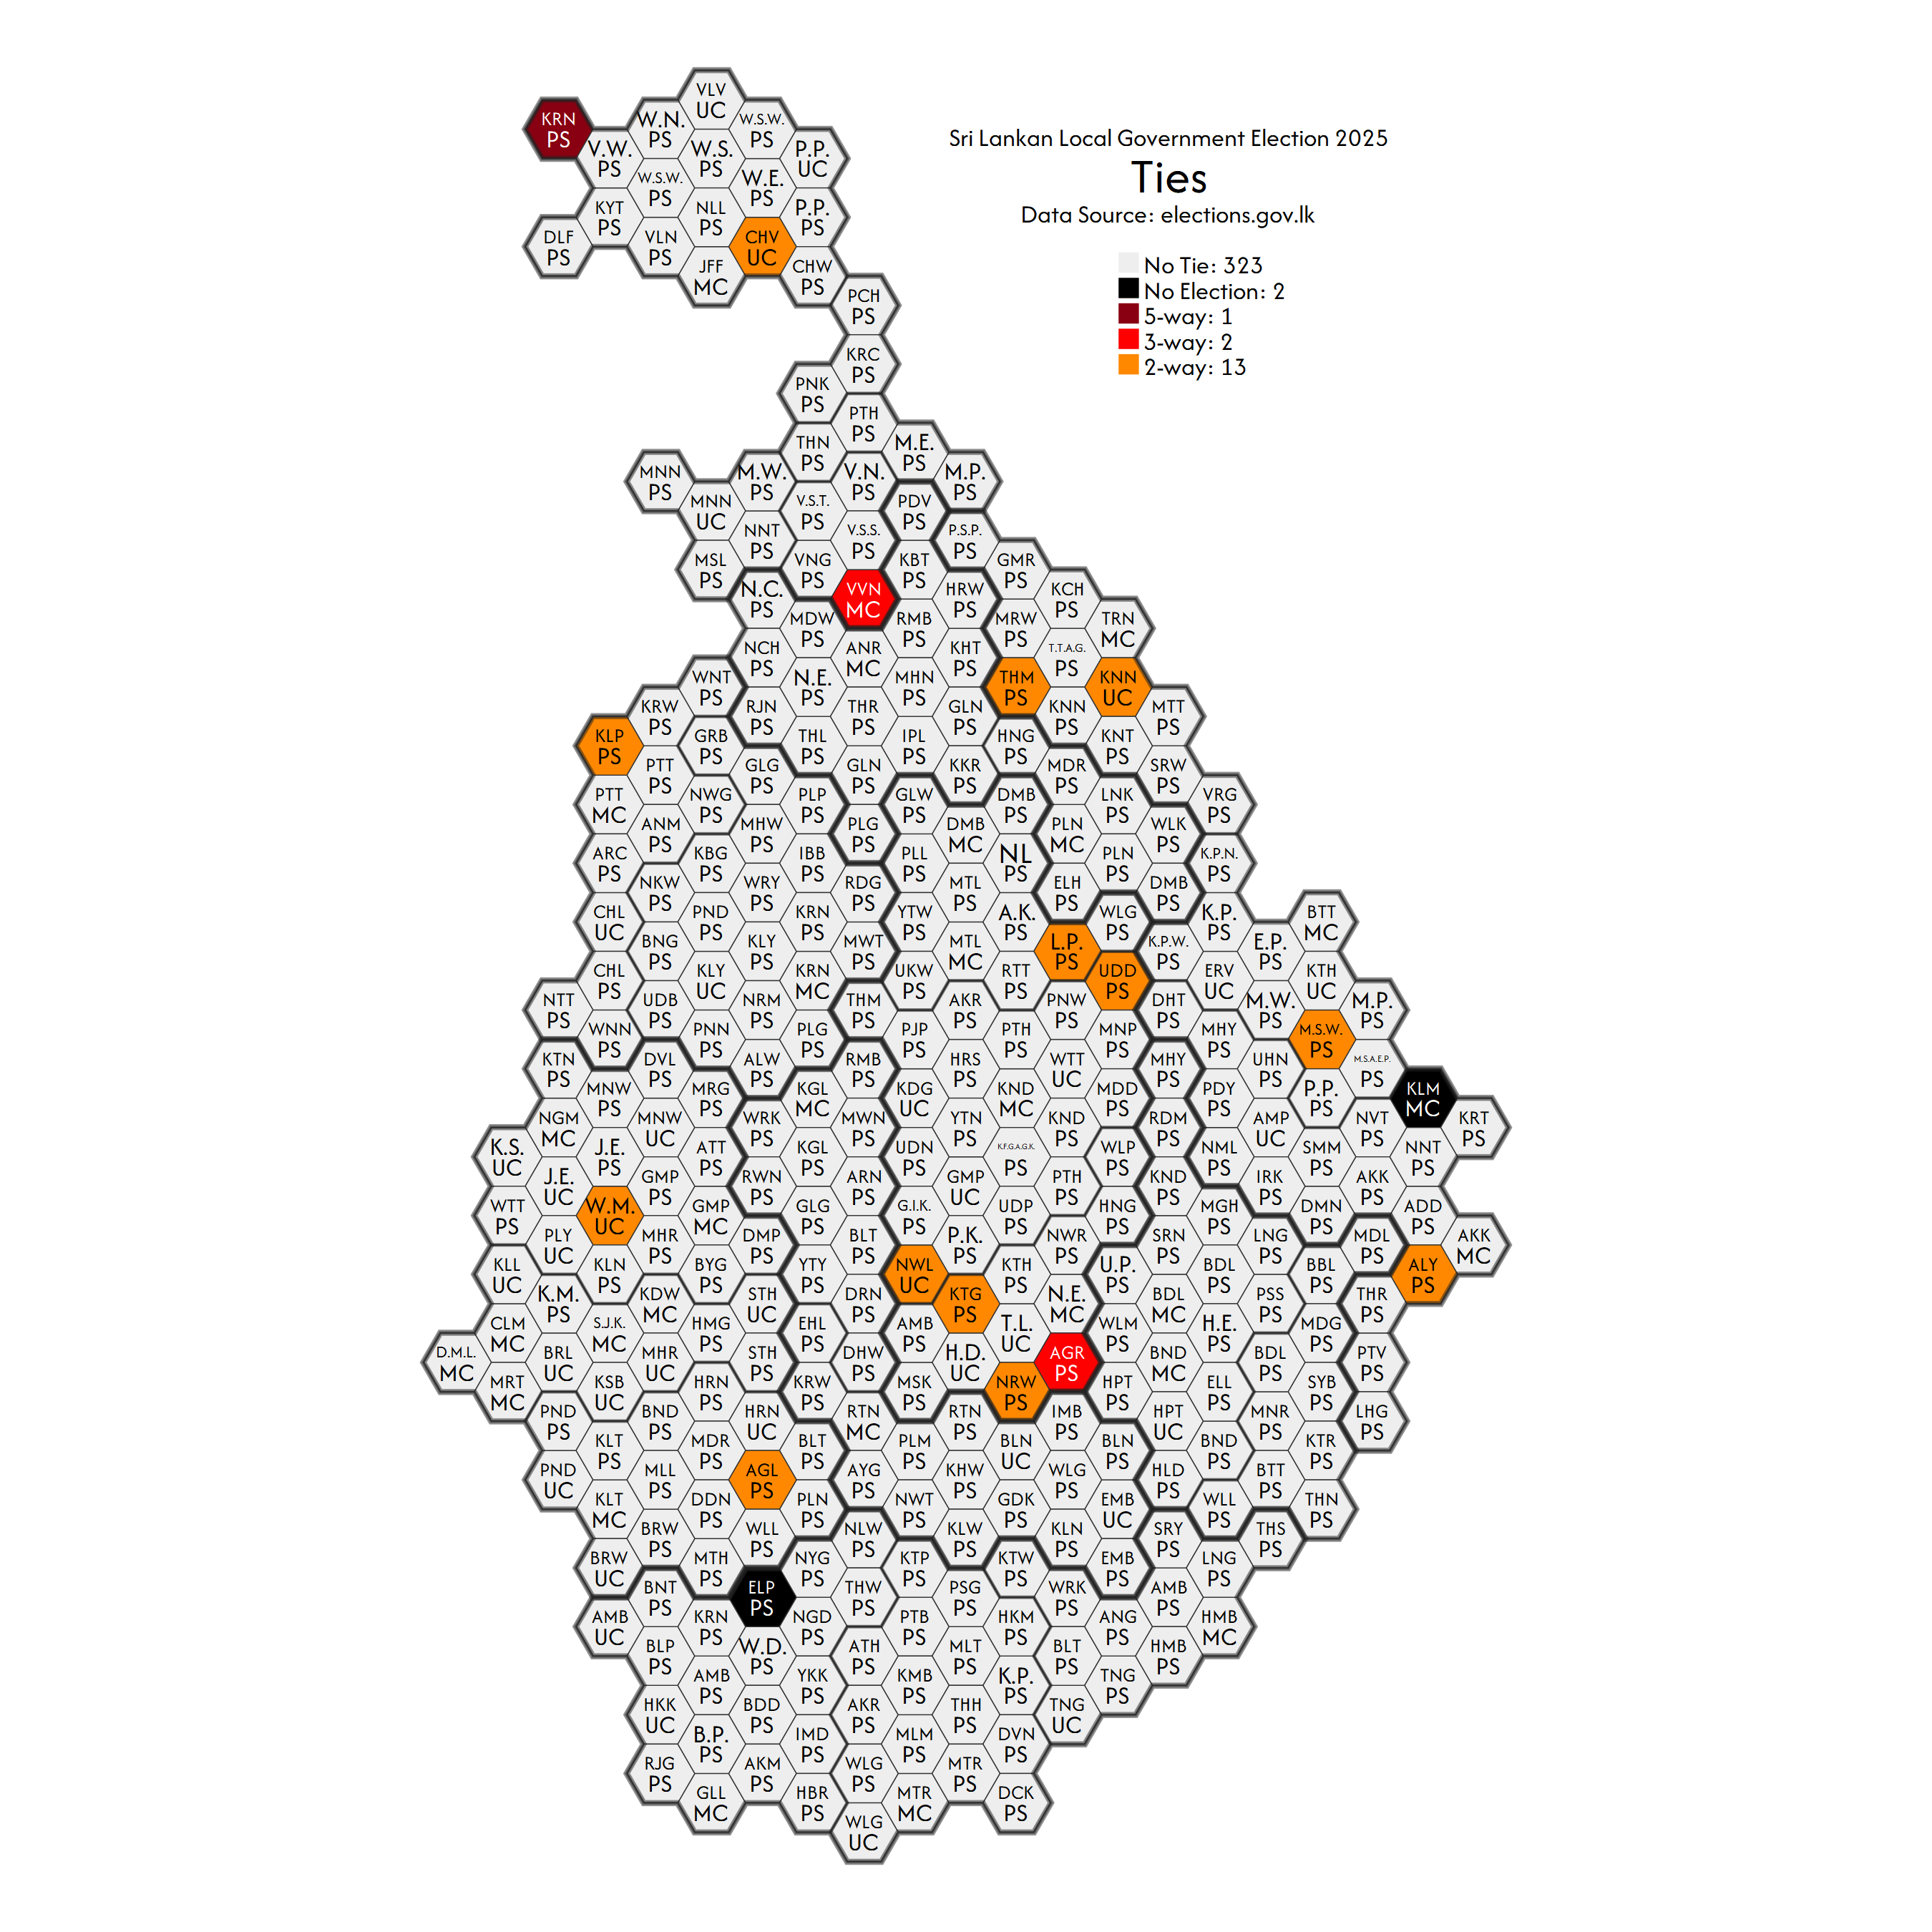 Sri Lankan Local Government Election 2025
Ties
Data Source: elections.gov.lk
No Tie: 323
No Election: 2
5-way: 1
3-way: 2
2-way: 13
VLV
UC
KRN W.N. W.S.W.
PS PS PS
V.W. W.S. P.P.
PS PS UC
W.S.W. W.E.
PS PS
KYT NLL P.P.
PS PS PS
DLF VLN CHV
PS PS UC
JFF CHW
MC PS
PCH
PS
KRC
PS
PNK
PS
PTH
PS
THN M.E.
PS PS
MNN M.W. V.N. M.P.
PS PS PS PS
MNN V.S.T. PDV
UC PS PS
NNT V.S.S. P.S.P.
PS PS PS
MSL VNG KBT GMR
PS PS PS PS
N.C. VVN HRW KCH
PS MC PS PS
MDW RMB MRW TRN
PS PS PS MC
NCH ANR KHT T.T.A.G.
PS MC PS PS
WNT N.E. MHN THM KNN
PS PS PS PS UC
KRW RJN THR GLN KNN MTT
PS PS PS PS PS PS
KLP GRB THL IPL HNG KNT
PS PS PS PS PS PS
PTT GLG GLN KKR MDR SRW
PS PS PS PS PS PS
PTT NWG PLP GLW DMB LNK VRG
MC PS PS PS PS PS PS
ANM MHW PLG DMB PLN WLK
PS PS PS MC MC PS
ARC KBG IBB PLL NL PLN K.P.N.
PS PS PS PS PS PS PS
NKW WRY RDG MTL ELH DMB
PS PS PS PS PS PS
CHL PND KRN YTW A.K. WLG K.P. BTT
UC PS PS PS PS PS PS MC
BNG KLY MWT MTL L.P. K.P.W. E.P.
PS PS PS MC PS PS PS
CHL KLY KRN UKW RTT UDD ERV KTH
PS UC MC PS PS PS UC UC
NTT UDB NRM THM AKR PNW DHT M.W. M.P.
PS PS PS PS PS PS PS PS PS
WNN PNN PLG PJP PTH MNP MHY M.S.W.
PS PS PS PS PS PS PS PS
KTN DVL ALW RMB HRS WTT MHY UHN M.S.A.E.P.
PS PS PS PS PS UC PS PS PS
MNW MRG KGL KDG KND MDD PDY P.P. KLM
PS PS MC UC MC PS PS PS MC
NGM MNW WRK MWN YTN KND RDM AMP NVT KRT
MC UC PS PS PS PS PS UC PS PS
K.S. J.E. ATT KGL UDN K.F.G.A.G.K. WLP NML SMM NNT
UC PS PS PS PS PS PS PS PS PS
J.E. GMP RWN ARN GMP PTH KND IRK AKK
UC PS PS PS UC PS PS PS PS
WTT W.M. GMP GLG G.I.K. UDP HNG MGH DMN ADD
PS UC MC PS PS PS PS PS PS PS
PLY MHR DMP BLT P.K. NWR SRN LNG MDL AKK
UC PS PS PS PS PS PS PS PS MC
KLL KLN BYG YTY NWL KTH U.P. BDL BBL ALY
UC PS PS PS UC PS PS PS PS PS
K.M. KDW STH DRN KTG N.E. BDL PSS THR
PS MC UC PS PS MC MC PS PS
CLM S.J.K. HMG EHL AMB T.L. WLM H.E. MDG
MC MC PS PS PS UC PS PS PS
D.M.L. BRL MHR STH DHW H.D. AGR BND BDL PTV
MC UC UC PS PS UC PS MC PS PS
MRT KSB HRN KRW MSK NRW HPT ELL SYB
MC UC PS PS PS PS PS PS PS
PND BND HRN RTN RTN IMB HPT MNR LHG
PS PS UC MC PS PS UC PS PS
KLT MDR BLT PLM BLN BLN BND KTR
PS PS PS PS UC PS PS PS
PND MLL AGL AYG KHW WLG HLD BTT
UC PS PS PS PS PS PS PS
KLT DDN PLN NWT GDK EMB WLL THN
MC PS PS PS PS UC PS PS
BRW WLL NLW KLW KLN SRY THS
PS PS PS PS PS PS PS
BRW MTH NYG KTP KTW EMB LNG
UC PS PS PS PS PS PS
BNT ELP THW PSG WRK AMB
PS PS PS PS PS PS
AMB KRN NGD PTB HKM ANG HMB
UC PS PS PS PS PS MC
BLP W.D. ATH MLT BLT HMB
PS PS PS PS PS PS
AMB YKK KMB K.P. TNG
PS PS PS PS PS
HKK BDD AKR THH TNG
UC PS PS PS UC
B.P. IMD MLM DVN
PS PS PS PS
RJG AKM WLG MTR
PS PS PS PS
GLL HBR MTR DCK
MC PS MC PS
WLG
UC